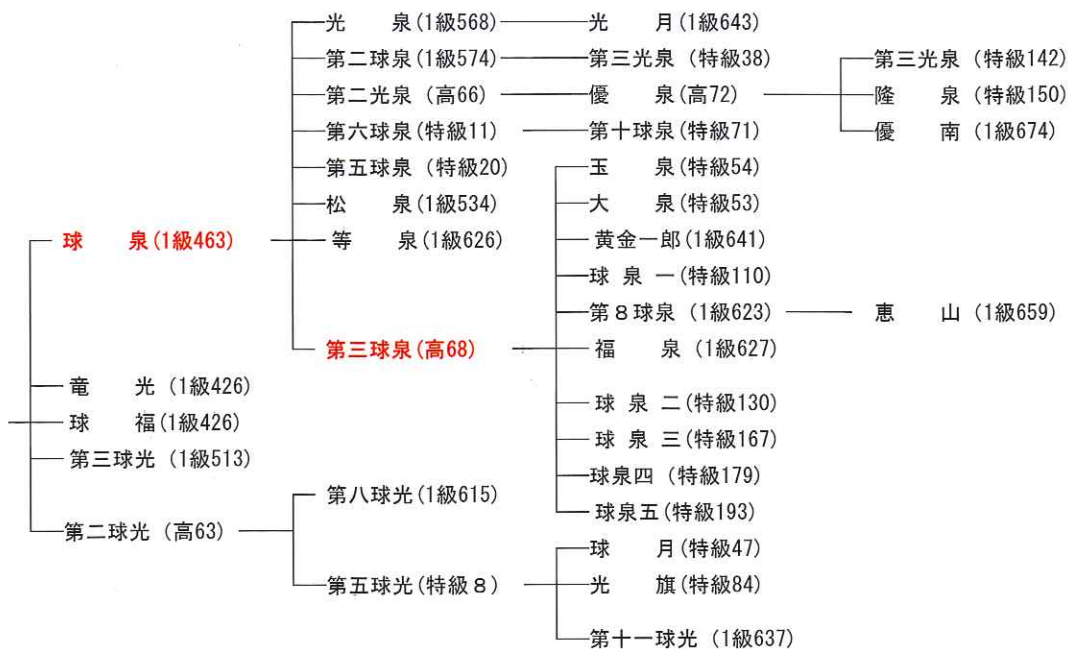 光　　泉(1級568)　光　　月(1級643)
第二球泉(1級574)　第三光泉 (特級38)　第三光泉 (特級142)
第二光泉 (高66)　優　　泉(高72)　隆　　泉(特級150)
第六球泉(特級11)　第十球泉(特級71)　優　　南(1級674)
第五球泉 (特級20)　玉　　泉(特級54)
松　　泉(1級534)　大　　泉(特級53)
球　　泉(1級463)　等　　泉(1級626)　黄金一郎(1級641)
球 泉 一(特級110)
第８球泉 (1級623)　恵　　山 (1級659)
第三球泉(高68)　福　　泉 (1級627)
竜　　光 (1級426)　球 泉 二(特級130)
球　　福(1級426)　球 泉 三(特級167)
第三球光 (1級513)　球泉四 (特級179)
第八球光(1級615)　球泉五(特級193)
第二球光 (高63)　球　　月(特級47)
第五球光(特級８)　光　　旗(特級84)
第十一球光 (1級637)